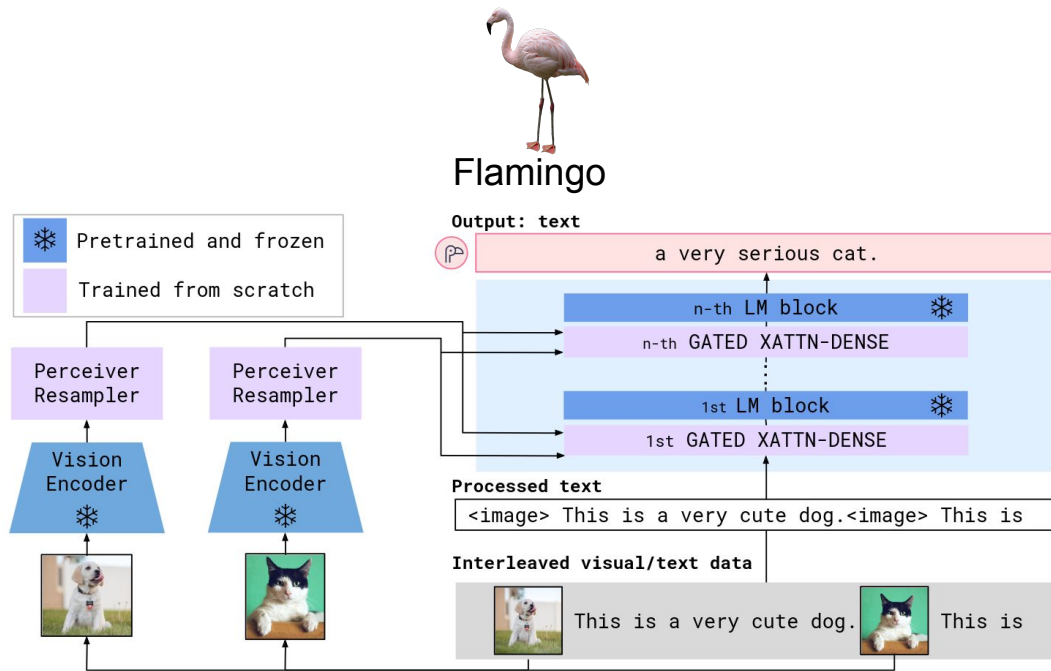 Flamingo
Output: text
Pretrained and frozen
Trained from scratch
a very serious cat.
n-th LM block
n-th GATED XATTN-DENSE
1st LM block
1st GATED XATTN-DENSE
Perceiver
Resampler
Perceiver
Resampler
Vision
Encoder
Vision
Encoder
Processed text
<image> This is a very cute dog.<image> This is
Interleaved visual/text data
This is a very cute dog.
This is